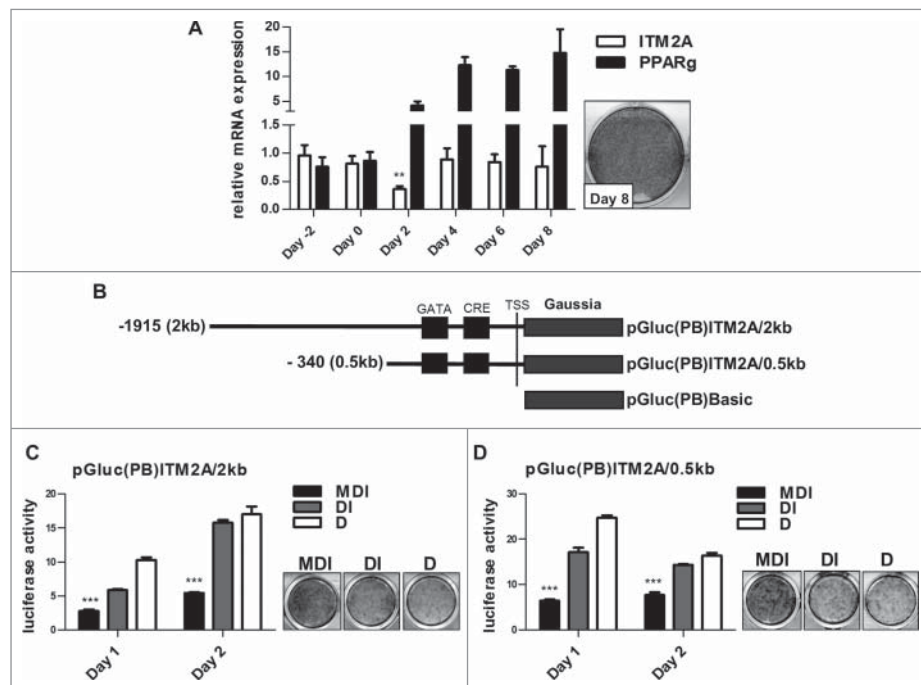 A
relative mRNA expression
20
15
10
5
1.0
0.5
0.0
Day -2
Day 0
Day 2
Day 4
Day 6
Day 8
**
ITM2A
PPARg
Day 8
B
GATA
CRE
TSS
Gaussia
-1915 (2kb)
pGluc(PB)ITM2A/2kb
- 340 (0.5kb)
pGluc(PB)ITM2A/0.5kb
pGluc(PB)Basic
C
pGluc(PB)ITM2A/2kb
luciferase activity
20
15
10
5
0
***
***
Day 1
Day 2
MDI
DI
D
MDI DI D
D
pGluc(PB)ITM2A/0.5kb
luciferase activity
30
20
10
0
***
***
Day 1
Day 2
MDI
DI
D
MDI DI D